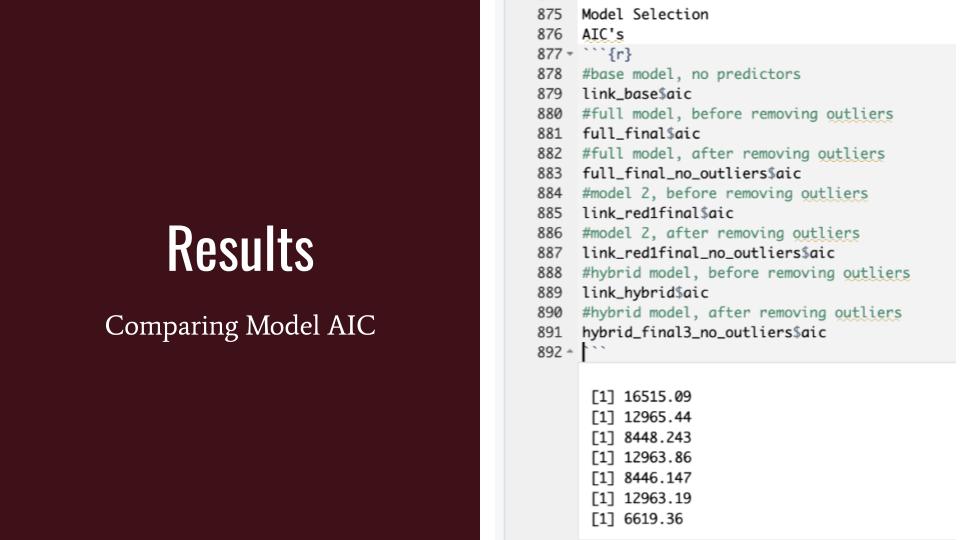 Results
Comparing Model AIC
875 Model Selection
876 AIC's
877 ```{r}
878 #base model, no predictors
879 link_base$aic
880 #full model, before removing outliers
881 full_final$aic
882 #full model, after removing outliers
883 full_final_no_outliers$aic
884 #model 2, before removing outliers
885 link_red1final$aic
886 #model 2, after removing outliers
887 link_red1final_no_outliers$aic
888 #hybrid model, before removing outliers
889 link_hybrid$aic
890 #hybrid model, after removing outliers
891 hybrid_final3_no_outliers$aic
892 ```
[1] 16515.09
[1] 12965.44
[1] 8448.243
[1] 12963.86
[1] 8446.147
[1] 12963.19
[1] 6619.36